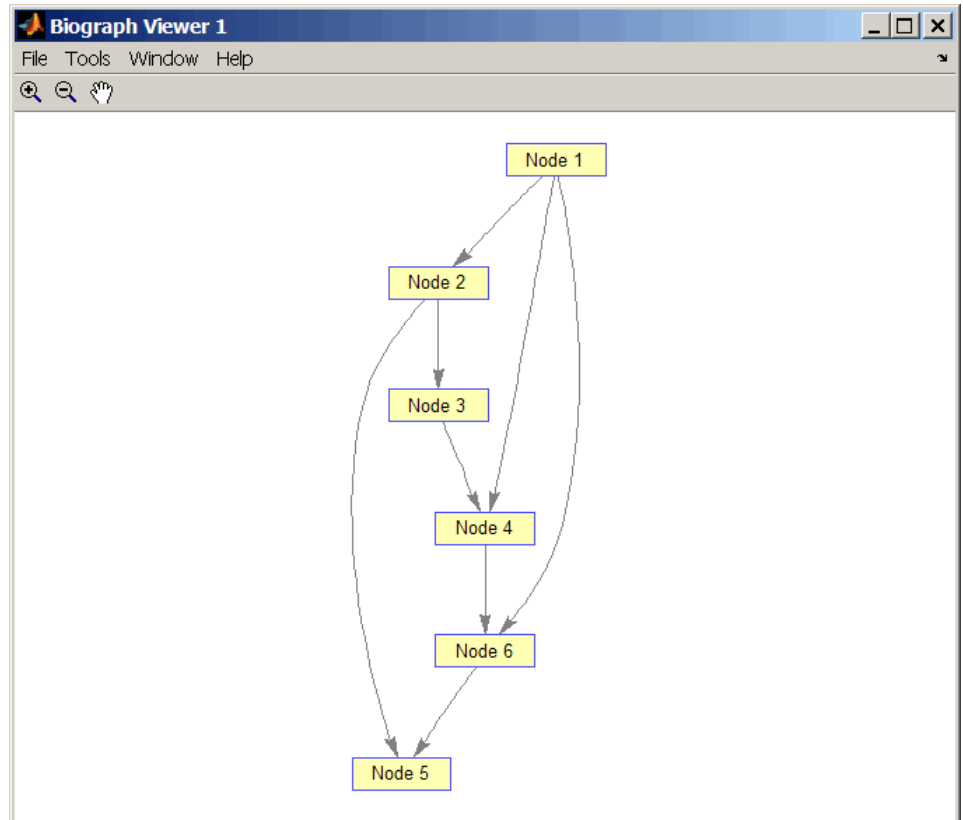 Biograph Viewer 1
File Tools Window Help
Node 1
Node 2
Node 3
Node 4
Node 6
Node 5